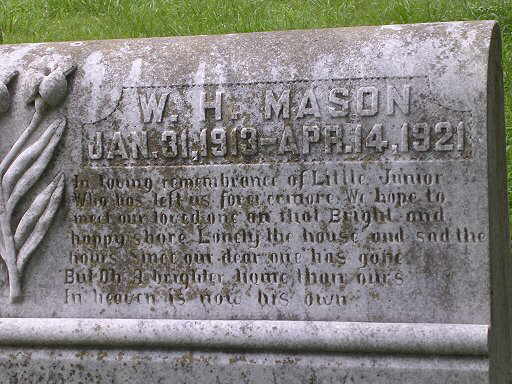 W. H. MASON
JAN. 31, 1913 - APR. 14, 1921
In loving remembrance of Little Junior
Who has left us forevermore We hope to
meet our loved one on that Bright and
happy shore Lonely the house and sad the
hours Since our dear one has gone
But Oh A brighter home than ours
In heaven is now his own